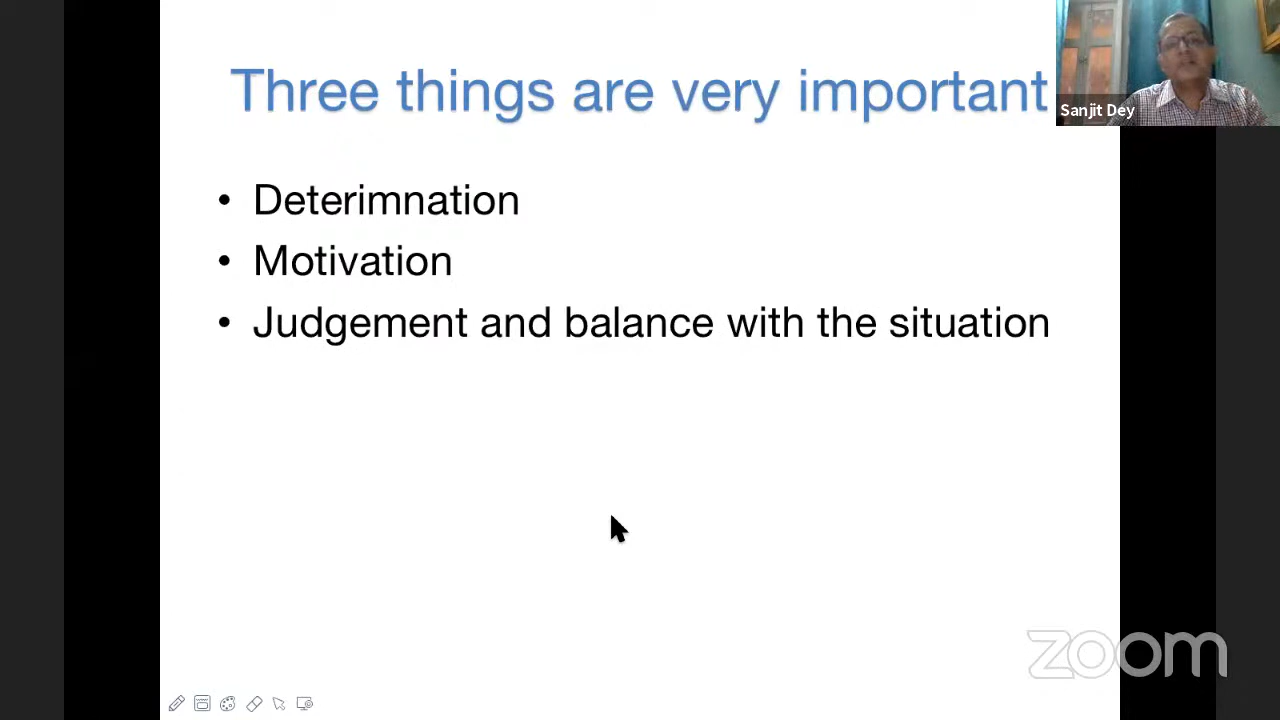 Three things are very important
Sanjit Dey
• Deterimnation
• Motivation
• Judgement and balance with the situation
zoom